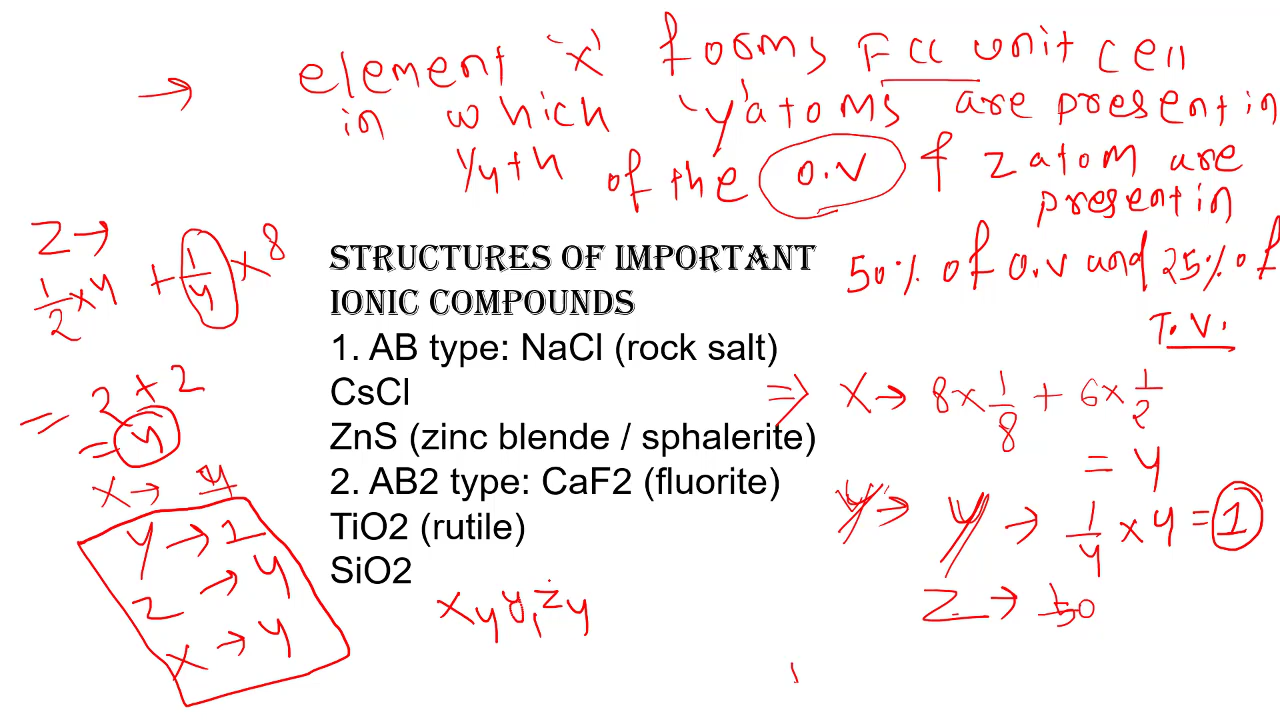 → element 'x' forms FCC unit cell
in which 'y' atoms are present in
1/4th of the O.V & Z atom are
present in
50% of O.V and 25% of
T.V.
Z →
1/2 x 4 + 1/4 x 8
= 2 + 2
= 4
x → 4
y → 1
Z → 4
x → 4
STRUCTURES OF IMPORTANT
IONIC COMPOUNDS
1. AB type: NaCl (rock salt)
CsCl
ZnS (zinc blende / sphalerite)
2. AB2 type: CaF2 (fluorite)
TiO2 (rutile)
SiO2
x4 y1 z4
⇒ x → 8 x 1/8 + 6 x 1/2
= 4
y → 1/4 x 4 = 1
Z →